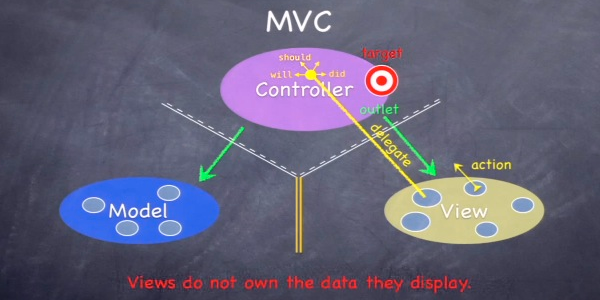 MVC
should
target
will
did
Controller
outlet
delegate
action
Model
View
Views do not own the data they display.